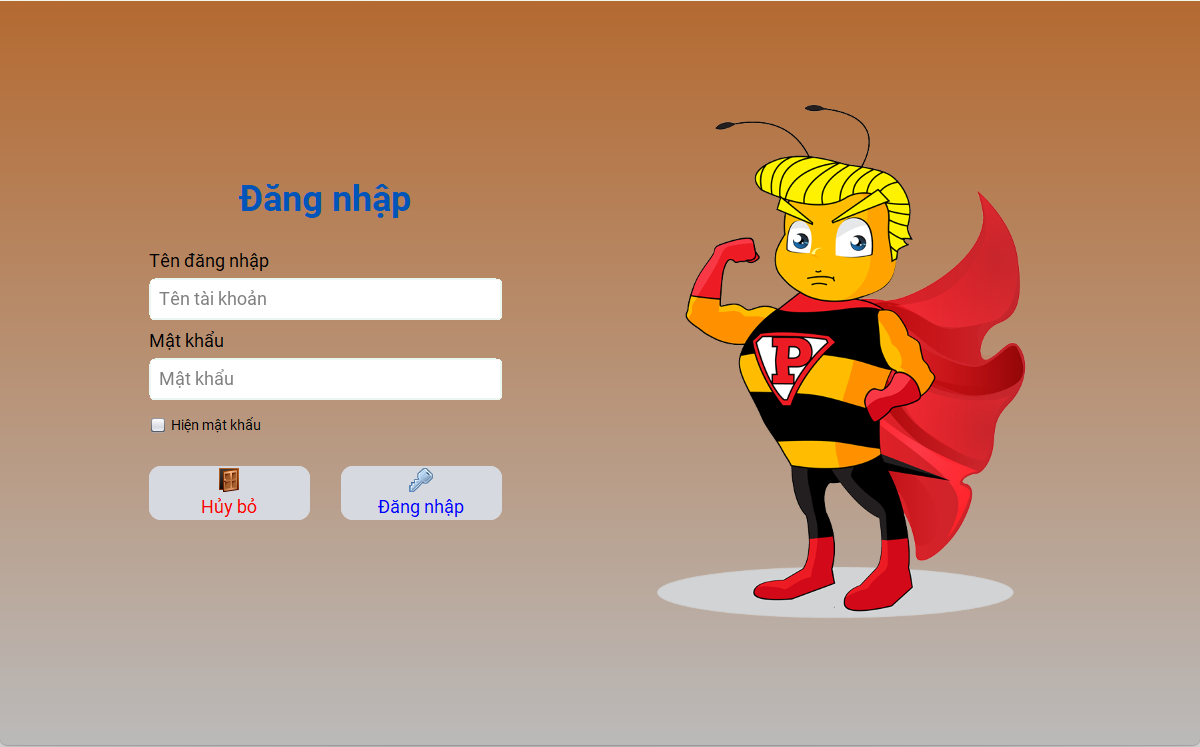 Đăng nhập
Tên đăng nhập
Tên tài khoản
Mật khẩu
Mật khẩu
Hiện mật khẩu
Hủy bỏ
Đăng nhập
P